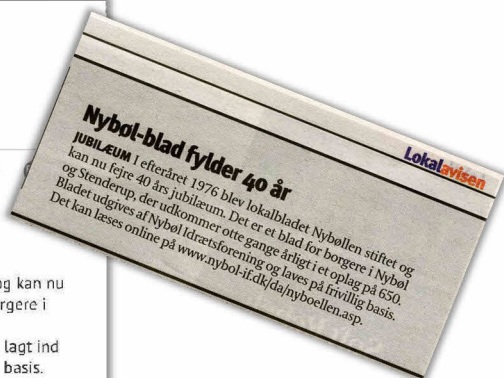 Lokalavisen
Nybøl-blad fylder 40 år
JUBILÆUM I efteråret 1976 blev lokalbladet Nybøllen stiftet og
kan nu fejre 40 års jubilæum. Det er et blad for borgere i Nybøl
og Stenderup, der udkommer otte gange årligt i et oplag på 650.
Bladet udgives af Nybøl Idrætsforening og laves på frivillig basis.
Det kan læses online på www.nybol-if.dk/da/nyboellen.asp.
g kan nu
rgere i
lagt ind
basis.